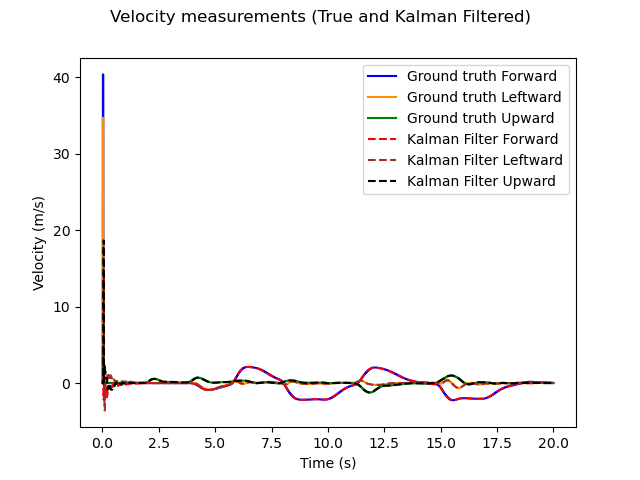 Velocity measurements (True and Kalman Filtered)
40
30
20
10
0
Velocity (m/s)
Ground truth Forward
Ground truth Leftward
Ground truth Upward
Kalman Filter Forward
Kalman Filter Leftward
Kalman Filter Upward
0.0 2.5 5.0 7.5 10.0 12.5 15.0 17.5 20.0
Time (s)